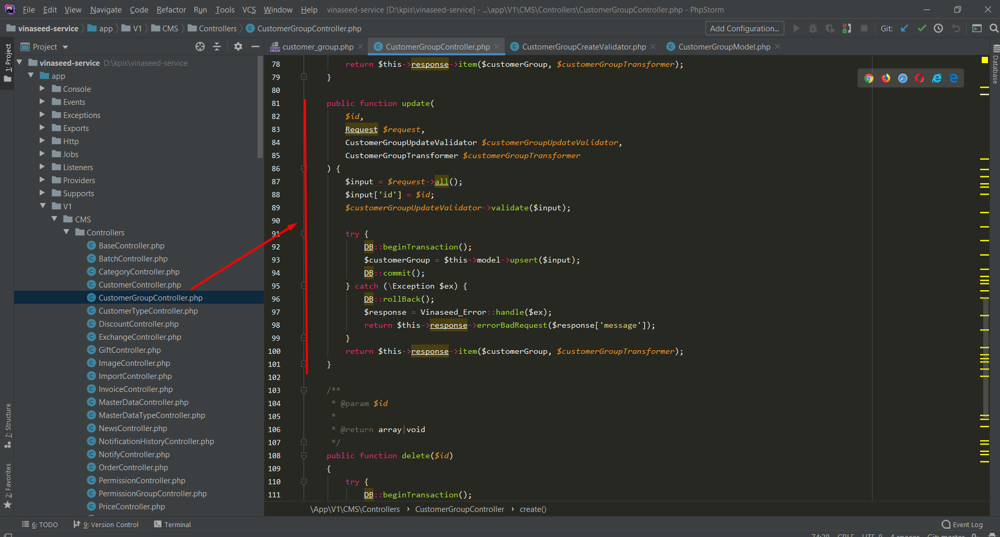 File Edit View Navigate Code Refactor Run Tools VCS Window Help vinaseed-service [D:\kpis\vinaseed-service] - ...\app\V1\CMS\Controllers\CustomerGroupController.php - PhpStorm
vinaseed-service app V1 CMS Controllers CustomerGroupController.php Add Configuration... Git:
Project
customer_group.php CustomerGroupController.php CustomerGroupCreateValidator.php CustomerGroupModel.php
1: Project
7: Structure
2: Favorites
vinaseed-service D:\kpis\vinaseed-service
app
Console
Events
Exceptions
Exports
Http
Jobs
Listeners
Providers
Supports
V1
CMS
Controllers
BaseController.php
BatchController.php
CategoryController.php
CustomerController.php
CustomerGroupController.php
CustomerTypeController.php
DiscountController.php
ExchangeController.php
GiftController.php
ImageController.php
ImportController.php
InvoiceController.php
MasterDataController.php
MasterDataTypeController.php
NewsController.php
NotificationHistoryController.php
NotifyController.php
OrderController.php
PermissionController.php
PermissionGroupController.php
PriceController.php
78 return $this->response->item($customerGroup, $customerGroupTransformer);
79 }
80
81 public function update(
82 $id,
83 Request $request,
84 CustomerGroupUpdateValidator $customerGroupUpdateValidator,
85 CustomerGroupTransformer $customerGroupTransformer
86 ) {
87 $input = $request->all();
88 $input['id'] = $id;
89 $customerGroupUpdateValidator->validate($input);
90
91 try {
92 DB::beginTransaction();
93 $customerGroup = $this->model->upsert($input);
94 DB::commit();
95 } catch (\Exception $ex) {
96 DB::rollBack();
97 $response = Vinaseed_Error::handle($ex);
98 return $this->response->errorBadRequest($response['message']);
99 }
100 return $this->response->item($customerGroup, $customerGroupTransformer);
101 }
102
103 /**
104 * @param $id
105 *
106 * @return array|void
107 */
108 public function delete($id)
109 {
110 try {
111 DB::beginTransaction();
Database
\App\V1\CMS\Controllers › CustomerGroupController › create()
6: TODO 9: Version Control Terminal Event Log
74:28 CRLF UTF-8 4 spaces Git: master